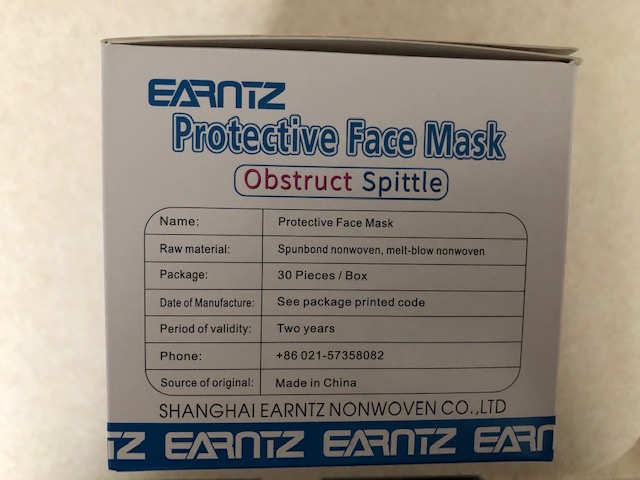 EARNTZ
Protective Face Mask
Obstruct Spittle
Name: Protective Face Mask
Raw material: Spunbond nonwoven, melt-blow nonwoven
Package: 30 Pieces / Box
Date of Manufacture: See package printed code
Period of validity: Two years
Phone: +86 021-57358082
Source of original: Made in China
SHANGHAI EARNTZ NONWOVEN CO.,LTD
TZ EARNTZ EARNTZ EARN